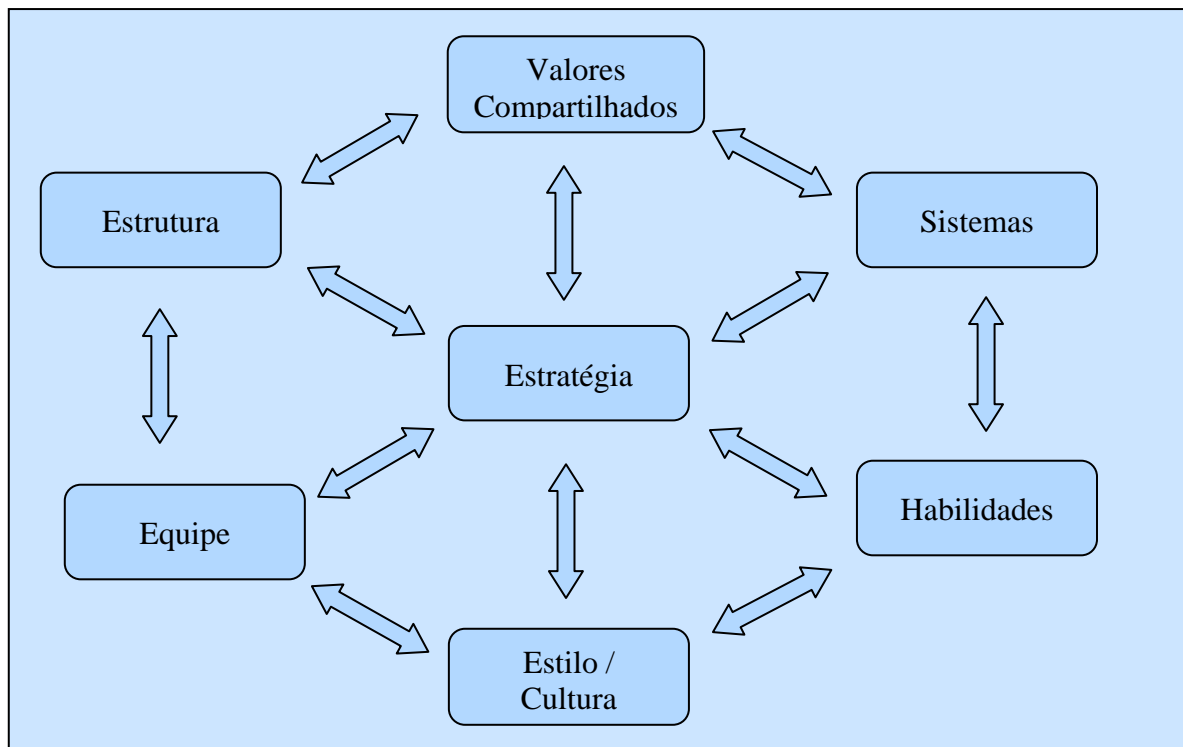 Valores
Compartilhados
Estrutura
Sistemas
Estratégia
Habilidades
Equipe
Estilo /
Cultura